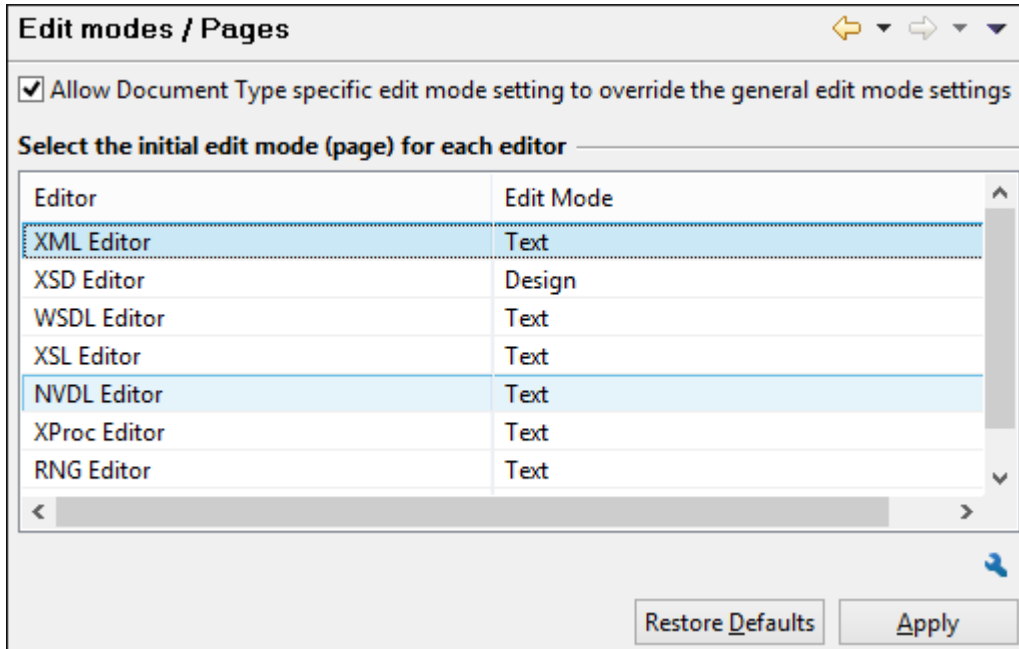 Edit modes / Pages
Allow Document Type specific edit mode setting to override the general edit mode settings
Select the initial edit mode (page) for each editor
Editor Edit Mode
XML Editor Text
XSD Editor Design
WSDL Editor Text
XSL Editor Text
NVDL Editor Text
XProc Editor Text
RNG Editor Text
Restore Defaults Apply